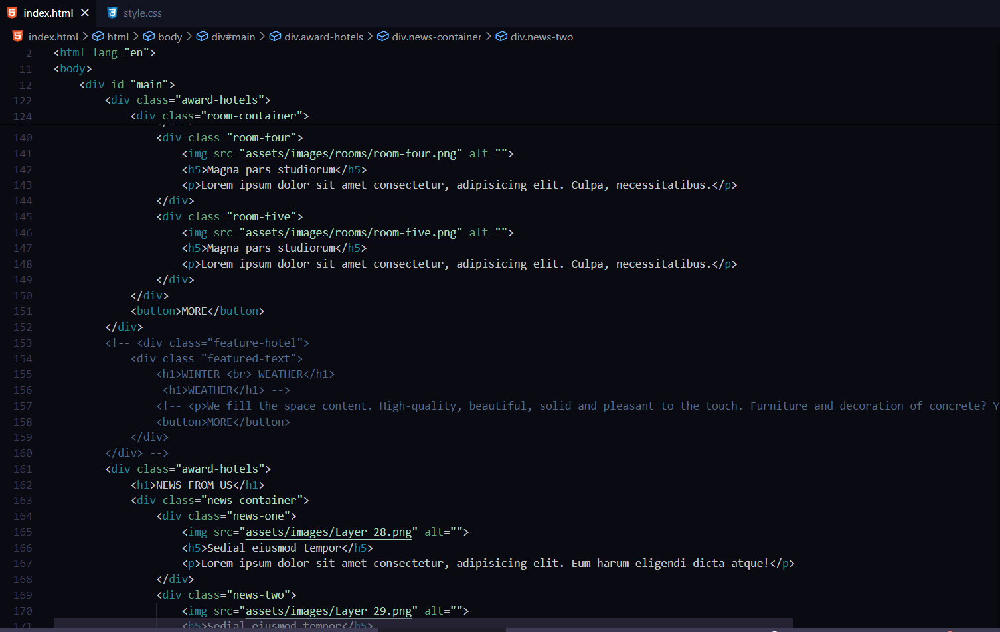 index.html × style.css
index.html > html > body > div#main > div.award-hotels > div.news-container > div.news-two
2 <html lang="en">
11 <body>
12 <div id="main">
122 <div class="award-hotels">
124 <div class="room-container">
140 <div class="room-four">
141 <img src="assets/images/rooms/room-four.png" alt="">
142 <h5>Magna pars studiorum</h5>
143 <p>Lorem ipsum dolor sit amet consectetur, adipisicing elit. Culpa, necessitatibus.</p>
144 </div>
145 <div class="room-five">
146 <img src="assets/images/rooms/room-five.png" alt="">
147 <h5>Magna pars studiorum</h5>
148 <p>Lorem ipsum dolor sit amet consectetur, adipisicing elit. Culpa, necessitatibus.</p>
149 </div>
150 </div>
151 <button>MORE</button>
152 </div>
153 <!-- <div class="feature-hotel">
154 <div class="featured-text">
155 <h1>WINTER <br> WEATHER</h1>
156 <h1>WEATHER</h1> -->
157 <!-- <p>We fill the space content. High-quality, beautiful, solid and pleasant to the touch. Furniture and decoration of concrete? Y
158 <button>MORE</button>
159 </div>
160 </div> -->
161 <div class="award-hotels">
162 <h1>NEWS FROM US</h1>
163 <div class="news-container">
164 <div class="news-one">
165 <img src="assets/images/Layer 28.png" alt="">
166 <h5>Sedial eiusmod tempor</h5>
167 <p>Lorem ipsum dolor sit amet consectetur, adipisicing elit. Eum harum eligendi dicta atque!</p>
168 </div>
169 <div class="news-two">
170 <img src="assets/images/Layer 29.png" alt="">
171 <h5>Sedial eiusmod tempor</h5>